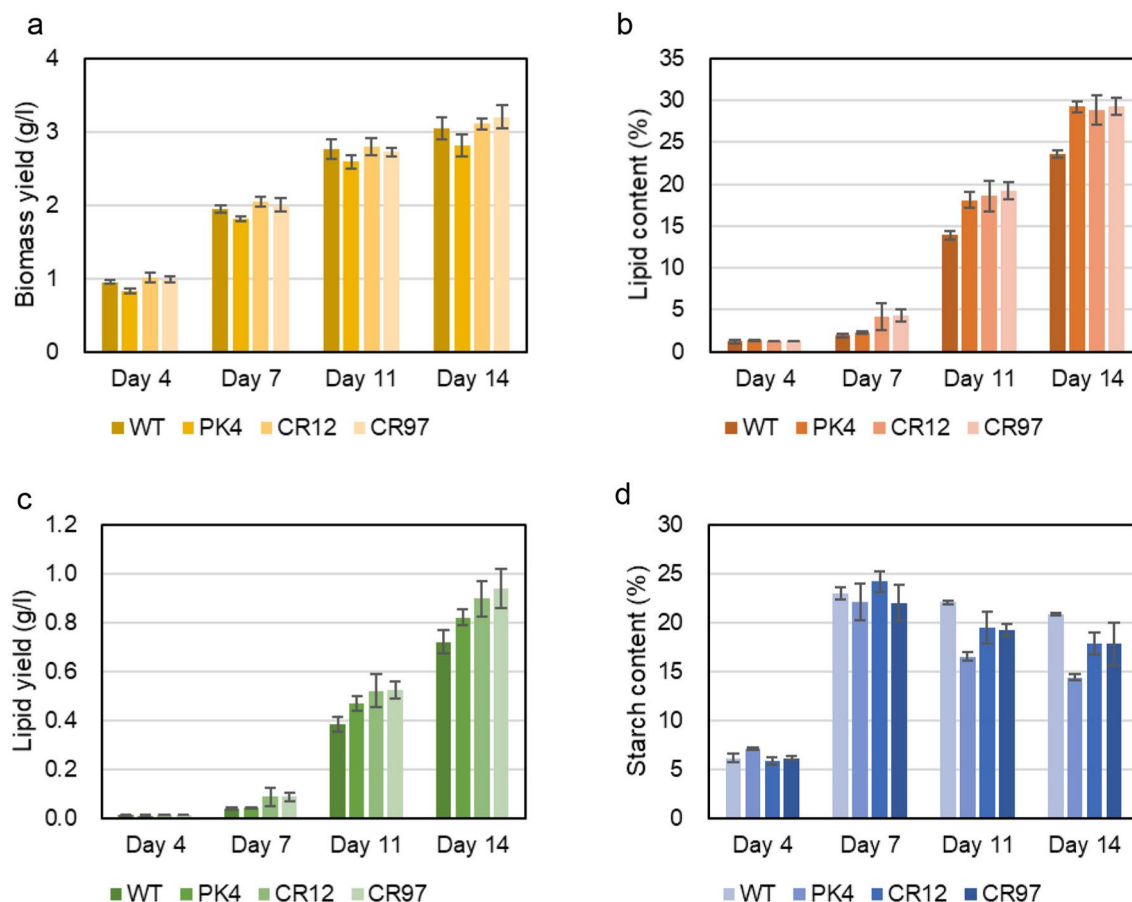 a
Biomass yield (g/l)
4
3
2
1
0
Day 4 Day 7 Day 11 Day 14
WT PK4 CR12 CR97
b
Lipid content (%)
35
30
25
20
15
10
5
0
Day 4 Day 7 Day 11 Day 14
WT PK4 CR12 CR97
c
Lipid yield (g/l)
1.2
1.0
0.8
0.6
0.4
0.2
0.0
Day 4 Day 7 Day 11 Day 14
WT PK4 CR12 CR97
d
Starch content (%)
30
25
20
15
10
5
0
Day 4 Day 7 Day 11 Day 14
WT PK4 CR12 CR97